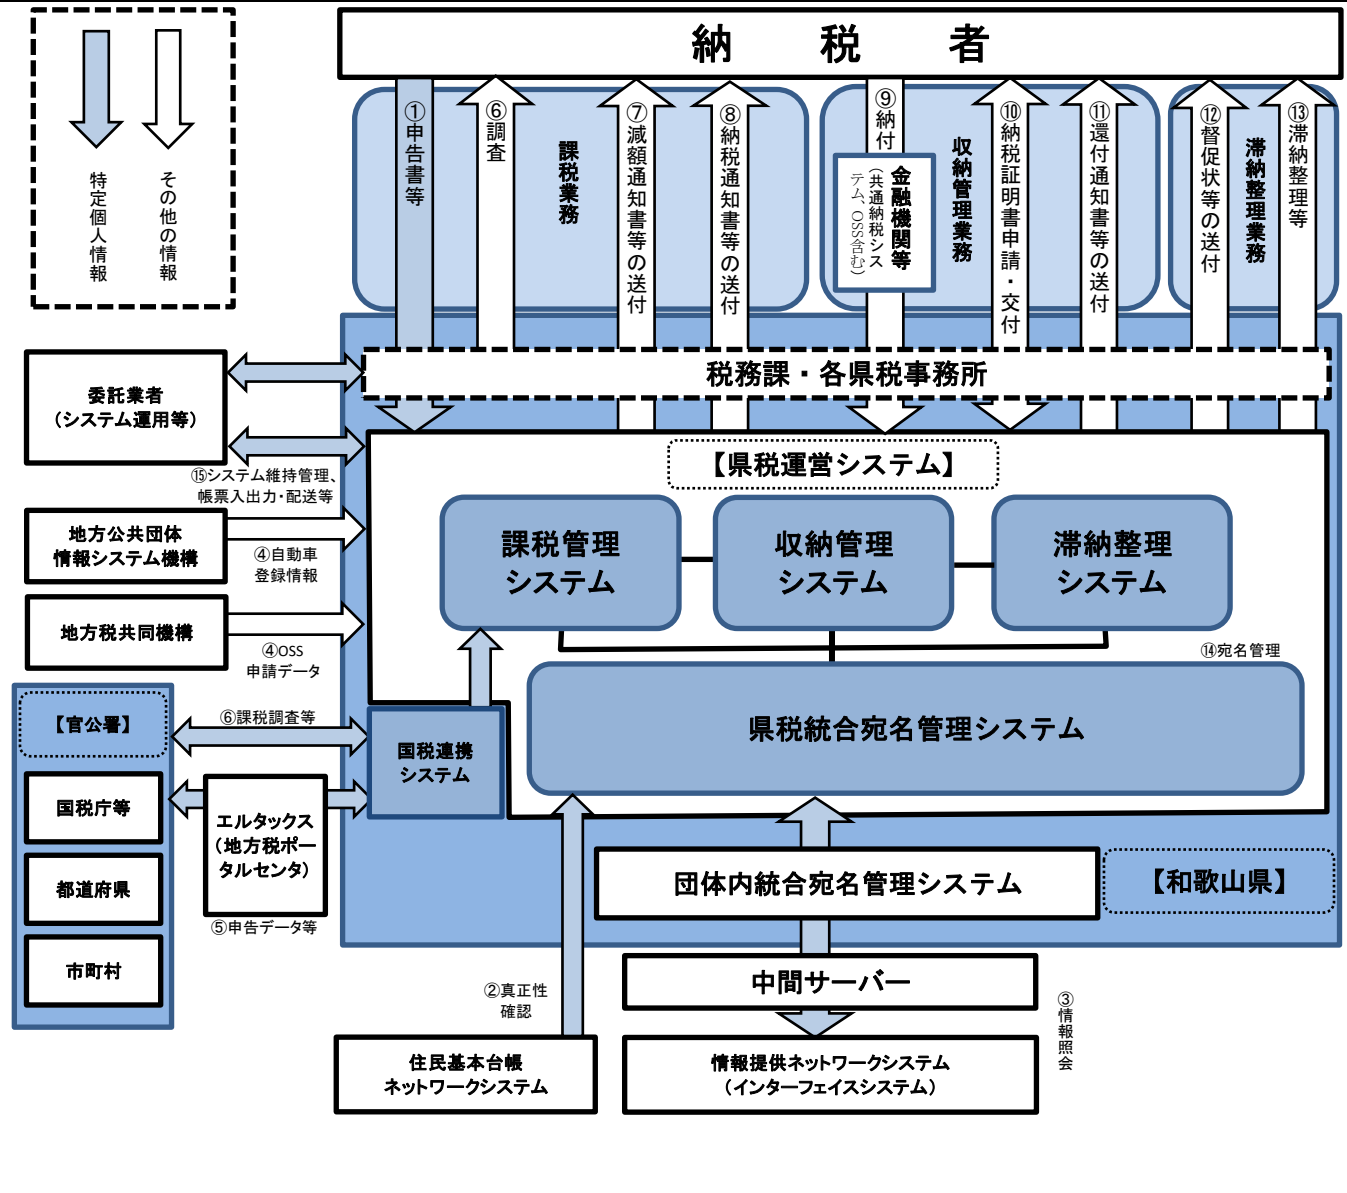 納　税　者
特定個人情報
その他の情報
①申告書等
⑥調査
課税業務
⑦減額通知書等の送付
⑧納税通知書等の送付
⑨納付
金融機関等
（共通納税シス
テム、OSS含む）
収納管理業務
⑩納税証明書申請・交付
⑪還付通知書等の送付
⑫督促状等の送付
滞納整理業務
⑬滞納整理等
税務課・各県税事務所
委託業者
（システム運用等）
⑮システム維持管理、
帳票入出力・配送等
【県税運営システム】
地方公共団体
情報システム機構
④自動車
登録情報
課税管理
システム
収納管理
システム
滞納整理
システム
地方税共同機構
④OSS
申請データ
⑭宛名管理
【官公署】
⑥課税調査等
国税連携
システム
県税統合宛名管理システム
国税庁等
エルタックス
（地方税ポー
タルセンタ）
都道府県
⑤申告データ等
市町村
団体内統合宛名管理システム
【和歌山県】
②真正性
確認
中間サーバー
③情報照会
住民基本台帳
ネットワークシステム
情報提供ネットワークシステム
（インターフェイスシステム）